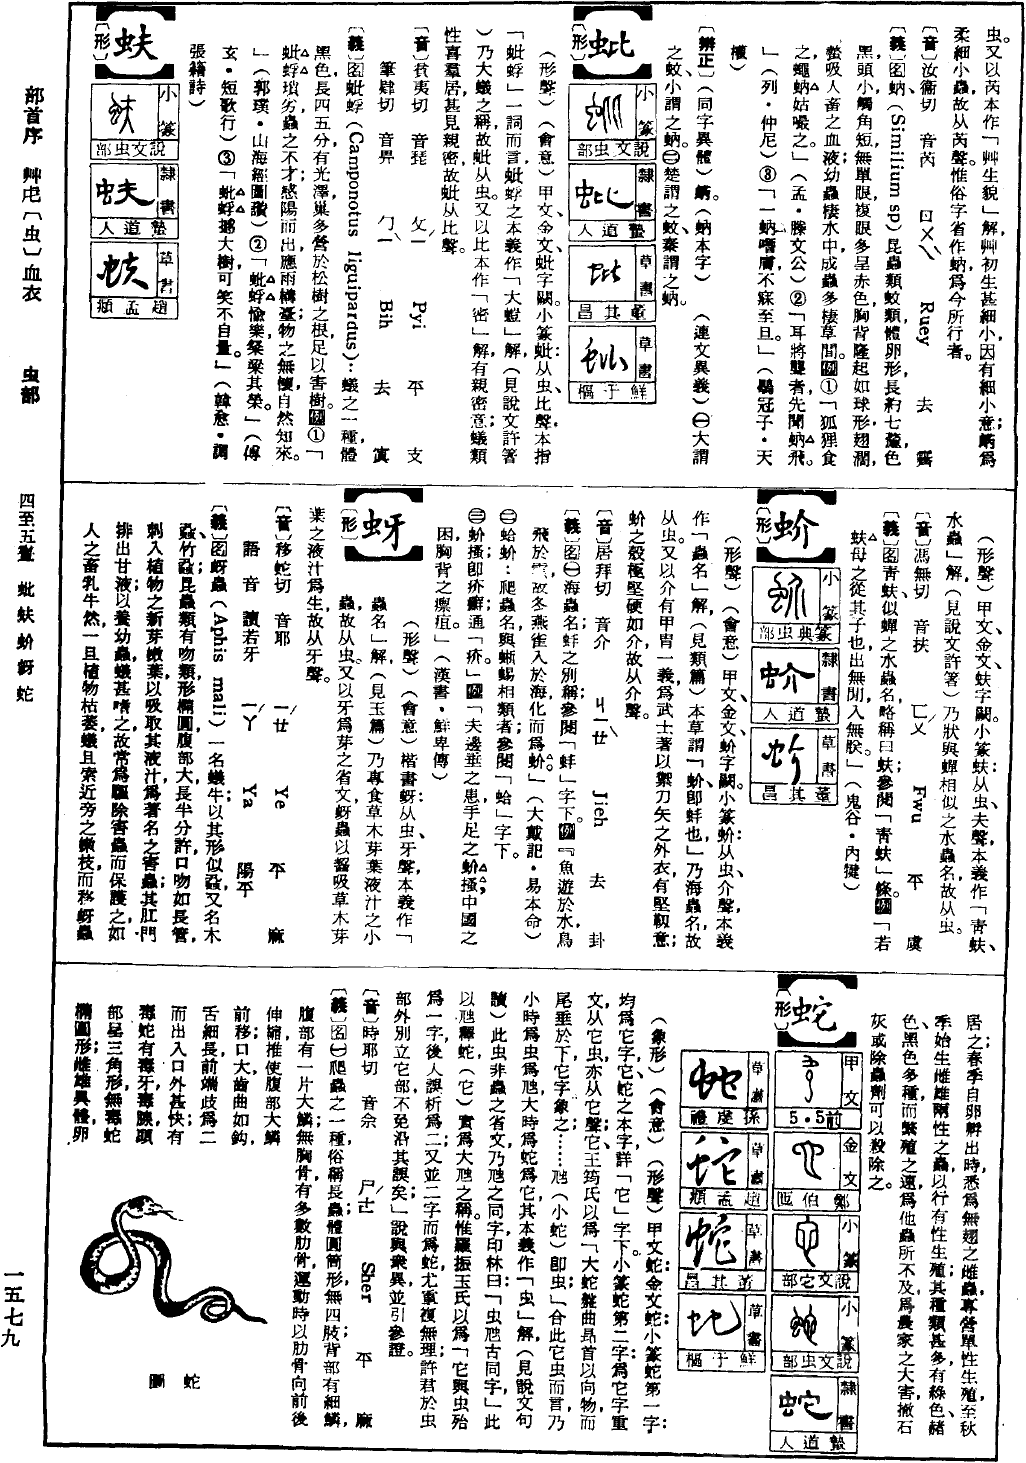 虫。又以芮本作「艸生貌」解，艸初生甚細小，因有細小意；蜹爲
柔細小蟲，故从芮聲。惟俗字省作蚋，爲今所行者。
〔音〕汝衞切　音芮　ㄖㄨㄟˋ　Ruey　去　霽
〔義〕名蚋（Similium sp）昆蟲類，蚊類，體卵形，長約七釐，色
黑，頭小，觸角短，無單眼，複眼多呈赤色，胸背隆起如球形，翅濶，
螫吸人畜之血液；幼蟲棲水中，成蟲多棲草間。例①「狐狸食
之，蠅蚋姑嘬之。」（孟・滕文公）②「耳將聾者，先聞蚋飛。
」（列・仲尼）③「一蚋噆膚，不寐至旦。」（鶡冠子・天
權）
〔辨正〕（同字異體）蜹（蚋本字）　（連文異義）㊀大謂
之蚊，小謂之蚋。㊁楚謂之蚊，秦謂之蚋。
蚍
〔形〕
小篆　說文虫部
隸書　蟄道人
草書　董其昌
草書　鮮于樞
（形聲）（會意）甲文、金文蚍字闕。小篆蚍：从虫、比聲，本指
「蚍蜉」一詞而言，蚍蜉之本義作「大螘」解，（見說文許著
）乃大蟻之稱，故蚍从虫。又以比本作「密」解，有親密意；蟻類
性喜羣居，甚見親密，故蚍从比聲。
〔音〕貧夷切　音琵　ㄆㄧˊ　Pyi　平　支
筆肄切　音畀　ㄅㄧˋ　Bih　去　寘
〔義〕名蚍蜉（Camponotus liguipardus）：蟻之一種，體
黑色，長四五分，有光澤，巢多營於松樹之根，足以害樹。例①「
蚍蜉瑣劣，蟲之不才；感陽而出，應雨構臺；物之無懷，自然知來。
」（郭璞・山海經圖讚）②「蚍蜉愉樂，粲粱其榮。」（傅
玄・短歌行）③「蚍蜉撼大樹，可笑不自量。」（韓愈・調
張籍詩）
蚨
〔形〕
小篆　說文虫部
隸書　蟄道人
草書　趙孟頫
（形聲）甲文、金文蚨字闕。小篆蚨：从虫、夫聲，本義作「靑蚨、
水蟲」解，（見說文許著）乃狀與蟬相似之水蟲名，故从虫。
〔音〕馮無切　音扶　ㄈㄨˊ　Fwu　平　虞
〔義〕名靑蚨，似蟬之水蟲名，略稱曰蚨；參閱「靑蚨」條。例「若
蚨母之從其子也，出無閒，入無朕。」（鬼谷・內揵）
蚧
〔形〕
小篆　篆典虫部
隸書　蟄道人
草書　董其昌
（形聲）（會意）甲文、金文、蚧字闕。小篆蚧：从虫、介聲，本義
作「蟲名」解，（見類篇）本草謂「蚧，卽蚌也」乃海蟲名，故
从虫。又以介有甲冑一義，爲武士著以禦刀矢之外衣，有堅靱意；
蚧之殼極堅硬如介，故从介聲。
〔音〕居拜切　音介　ㄐㄧㄝˋ　Jieh　去　卦
〔義〕名㊀海蟲名，蚌之別稱；參閱「蚌」字下。例「魚遊於水，鳥
飛於雲；故冬燕雀入於海，化而爲蚧。」（大戴記・易本命）
㊁蛤蚧：爬蟲名，與蜥蜴相類者；參閱「蛤」字下。
㊂蚧搔：卽疥癬；通「疥」。例「夫邊垂之患，手足之蚧搔；中國之
困，胸背之瘭疽。」（漢書・鮮卑傳）
蚜
〔形〕
（形聲）（會意）楷書蚜：从虫、牙聲，本義作「
蟲名」解，（見玉篇）乃專食草木芽葉液汁之小
蟲，故从虫。又以牙爲芽之省文，蚜蟲以齧吸草木芽
葉之液汁爲生，故从牙聲。
〔音〕移蛇切　音耶　ㄧㄝˊ　Ye　平　麻
語音　讀若牙　ㄧㄚˊ　Ya　陽平
〔義〕名蚜蟲（Aphis mali）一名蟻牛，以其形似蝨，又名木
蝨、竹蝨；昆蟲類有吻類，形橢圓，腹部大，長半分許，口吻如長管，
刺入植物之新芽嫩葉以吸取其液汁，爲著名之害蟲；其肛門
排出甘液以養幼蟲，蟻甚嗜之，故常爲驅除害蟲而保護之，如
人之畜乳牛然，一旦植物枯萎，蟻且索近旁之嫩枝而移蚜蟲
居之；春季自卵孵出時，悉爲無翅之雌蟲，專營單性生殖，至秋
季始生雌雄兩性之蟲，以行有性生殖；其種類甚多，有綠色、赭
色、黑色多種，而繁殖之速，爲他蟲所不及，爲農家之大害，撒石
灰或除蟲劑可以殺除之。
蛇
〔形〕
甲文　前5・5
金文　鄭伯匜
小篆　說文它部
小篆　說文虫部
隸書　蟄道人
草書　孫虔禮
草書　趙孟頫
草書　董其昌
草書　鮮于樞
（象形）（會意）（形聲）甲文蛇、金文蛇、小篆蛇第一字：
均爲它字，它蛇之本字；詳「它」字下。小篆蛇第二字：爲它字重
文，从它虫，亦从它聲；它王筠氏以爲「大蛇盤曲昂首以向物，而
尾垂於下，它字象之……虺（小蛇）卽虫；」合此它虫而言，乃
小時爲虫爲虺，大時爲蛇爲它；其本義作「虫」解，（見說文句
讀）此虫非蟲之省文，乃虺之同字，印林曰：「虫虺古同字，」此
以虺釋蛇，（它）實爲大虺之稱。惟羅振玉氏以爲「它與虫殆
爲一字，後人誤析爲二；又並二字而爲蛇，尤重複無理；許君於虫
部外別立它部，不免沿其誤矣」說與衆異，並引參證。
〔音〕時耶切　音佘　ㄕㄜˊ　Sher　平　麻
〔義〕名㊀爬蟲之一種，俗稱長蟲，體圓筒形，無四肢，背部有細鱗，
腹部有一片大鱗；無胸骨，有多數肋骨，運動時以肋骨向前後
伸縮，推使腹部大鱗
前移；口大，齒曲如鈎，
舌細長，前端歧爲二，
而出入口外甚快；有
毒蛇有毒牙毒腺，頭
部呈三角形，無毒蛇
橢圓形；雌雄異體，卵
蛇圖
部首序　艸虍〔虫〕血衣　虫部　四至五畫　蚍蚨蚧蚜蛇　一五七九